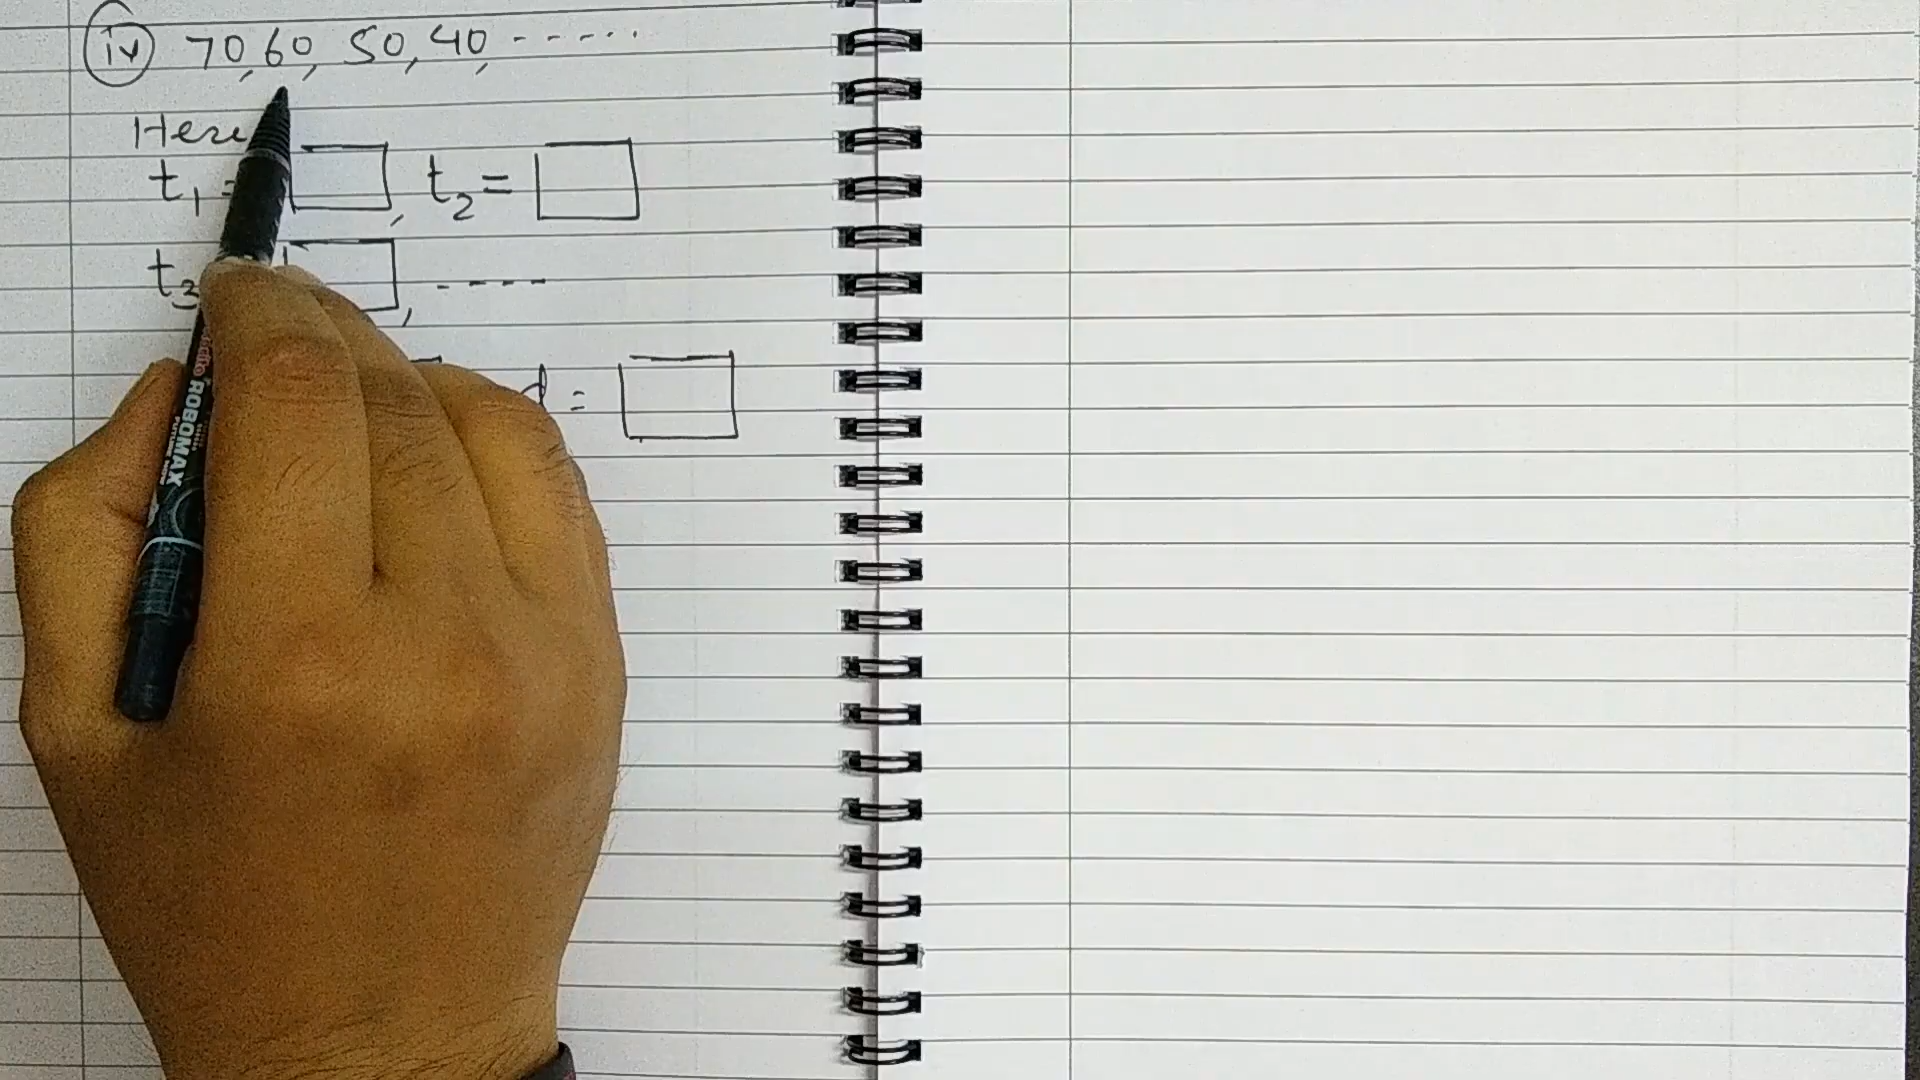 iv 70, 60, 50, 40, -----
Here
t1 = , t2 =
t3 , ----
d =
ROBOMAX